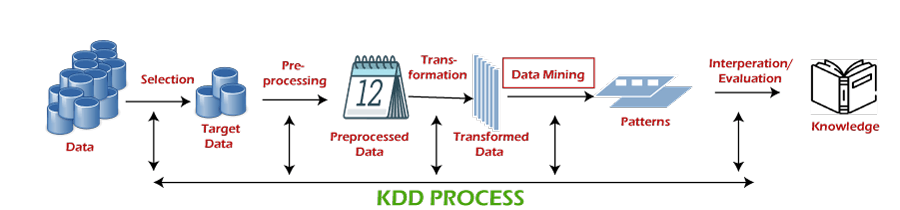 Selection
Pre-
processing
Trans-
formation
Data Mining
Interperation/
Evaluation
12
Data
Target
Data
Preprocessed
Data
Transformed
Data
Patterns
Knowledge
KDD PROCESS